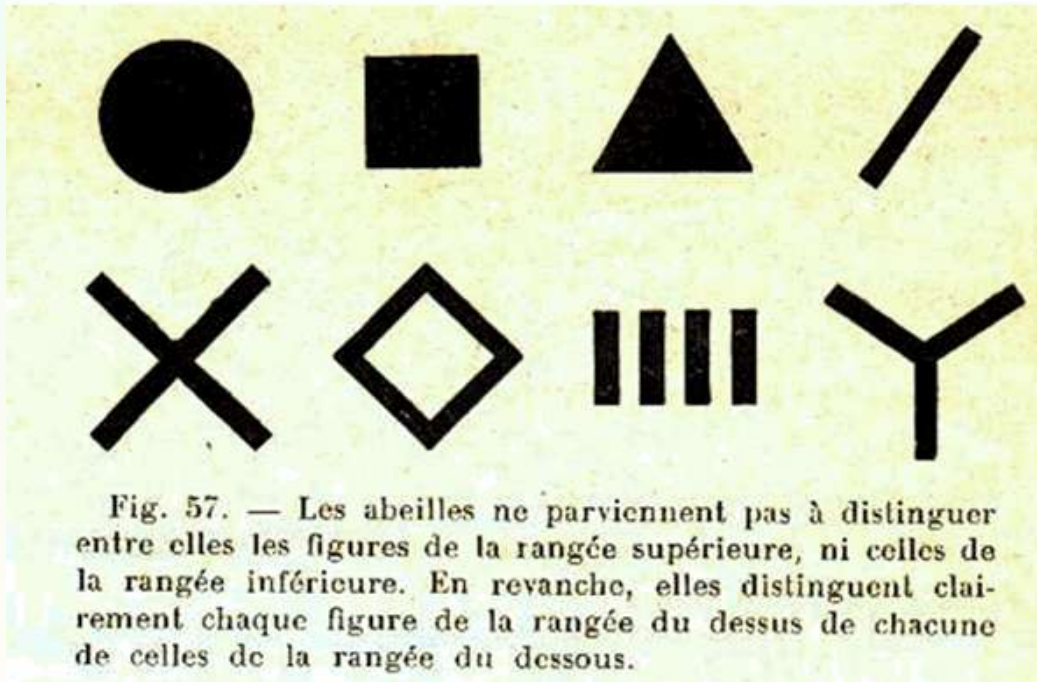 Fig. 57. — Les abeilles ne parviennent pas à distinguer
entre elles les figures de la rangée supérieure, ni celles de
la rangée inférieure. En revanche, elles distinguent clai-
rement chaque figure de la rangée du dessus de chacune
de celles de la rangée du dessous.